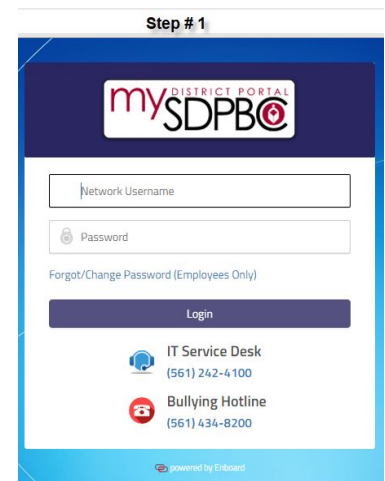 Step # 1
my DISTRICT PORTAL
SDPBC
Network Username
Password
Forgot/Change Password (Employees Only)
Login
IT Service Desk
(561) 242-4100
Bullying Hotline
(561) 434-8200
powered by Enboard